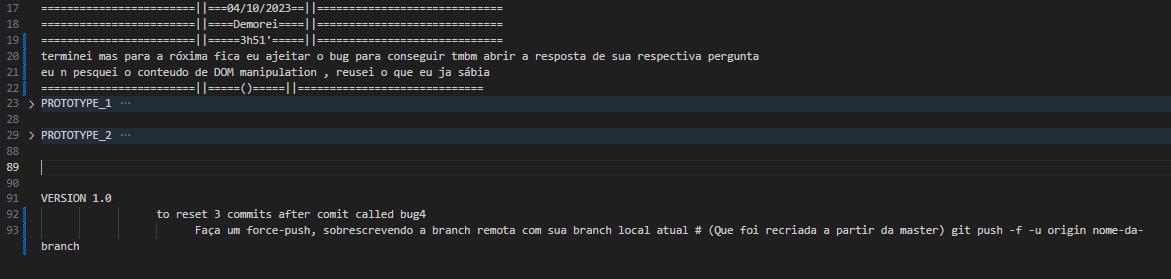 17 ========================||===04/10/2023==||=============================
18 ========================||====Demorei====||=============================
19 ========================||=====3h51'=====||=============================
20 terminei mas para a róxima fica eu ajeitar o bug para conseguir tmbm abrir a resposta de sua respectiva pergunta
21 eu n pesquei o conteudo de DOM manipulation , reusei o que eu ja sábia
22 ========================||=====()=====||=============================
23 > PROTOTYPE_1 ...
28
29 > PROTOTYPE_2 ...
88
89
90
91 VERSION 1.0
92 to reset 3 commits after comit called bug4
93 Faça um force-push, sobrescrevendo a branch remota com sua branch local atual # (Que foi recriada a partir da master) git push -f -u origin nome-da-
branch